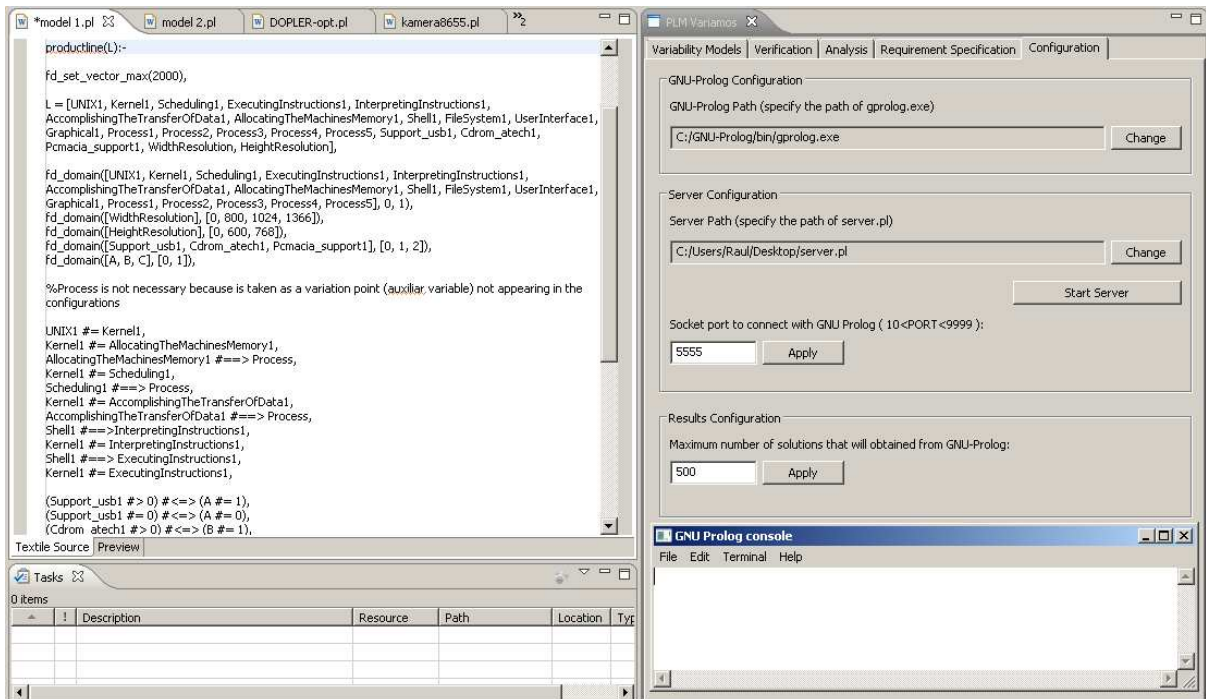 *model 1.pl
model 2.pl
DOPLER-opt.pl
kamera8655.pl
»2
productline(L):-
fd_set_vector_max(2000),
L = [UNIX1, Kernel1, Scheduling1, ExecutingInstructions1, InterpretingInstructions1,
AccomplishingTheTransferOfData1, AllocatingTheMachinesMemory1, Shell1, FileSystem1, UserInterface1,
Graphical1, Process1, Process2, Process3, Process4, Process5, Support_usb1, Cdrom_atech1,
Pcmacia_support1, WidthResolution, HeightResolution],
fd_domain([UNIX1, Kernel1, Scheduling1, ExecutingInstructions1, InterpretingInstructions1,
AccomplishingTheTransferOfData1, AllocatingTheMachinesMemory1, Shell1, FileSystem1, UserInterface1,
Graphical1, Process1, Process2, Process3, Process4, Process5], 0, 1),
fd_domain([WidthResolution], [0, 800, 1024, 1366]),
fd_domain([HeightResolution], [0, 600, 768]),
fd_domain([Support_usb1, Cdrom_atech1, Pcmacia_support1], [0, 1, 2]),
fd_domain([A, B, C], [0, 1]),
%Process is not necessary because is taken as a variation point (auxiliar variable) not appearing in the
configurations
UNIX1 #= Kernel1,
Kernel1 #= AllocatingTheMachinesMemory1,
AllocatingTheMachinesMemory1 #==> Process,
Kernel1 #= Scheduling1,
Scheduling1 #==> Process,
Kernel1 #= AccomplishingTheTransferOfData1,
AccomplishingTheTransferOfData1 #==> Process,
Shell1 #==>InterpretingInstructions1,
Kernel1 #= InterpretingInstructions1,
Shell1 #==> ExecutingInstructions1,
Kernel1 #= ExecutingInstructions1,
(Support_usb1 #> 0) #<=> (A #= 1),
(Support_usb1 #= 0) #<=> (A #= 0),
(Cdrom_atech1 #> 0) #<=> (B #= 1),
Textile Source Preview
Tasks
0 items
! Description Resource Path Location Typ
PLM Variamos
Variability Models Verification Analysis Requirement Specification Configuration
GNU-Prolog Configuration
GNU-Prolog Path (specify the path of gprolog.exe)
C:/GNU-Prolog/bin/gprolog.exe Change
Server Configuration
Server Path (specify the path of server.pl)
C:/Users/Raul/Desktop/server.pl Change
Start Server
Socket port to connect with GNU Prolog ( 10<PORT<9999 ):
5555 Apply
Results Configuration
Maximum number of solutions that will obtained from GNU-Prolog:
500 Apply
GNU Prolog console
File Edit Terminal Help